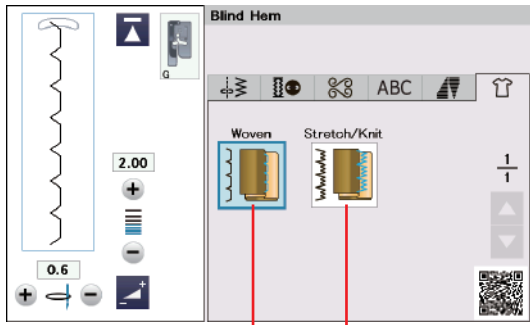 Blind Hem
G
ABC
Woven
Stretch/Knit
2.00
1
1
0.6